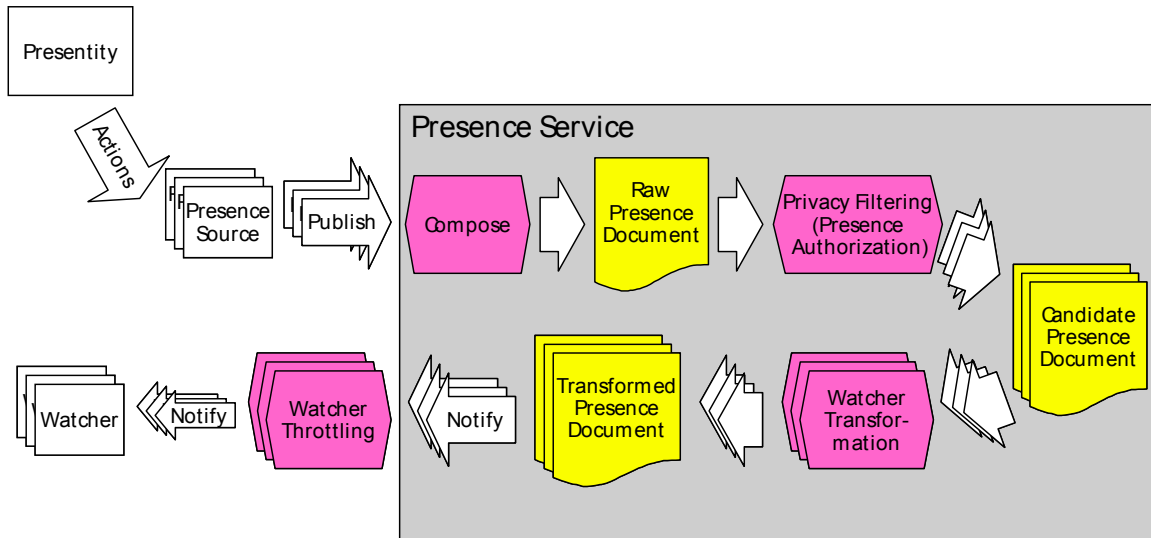 Presentity
Actions
Presence Service
Presence
Source
Publish
Compose
Raw
Presence
Document
Privacy Filtering
(Presence
Authorization)
Candidate
Presence
Document
Watcher
Transfor-
mation
Transformed
Presence
Document
Notify
Watcher
Throttling
Notify
Watcher